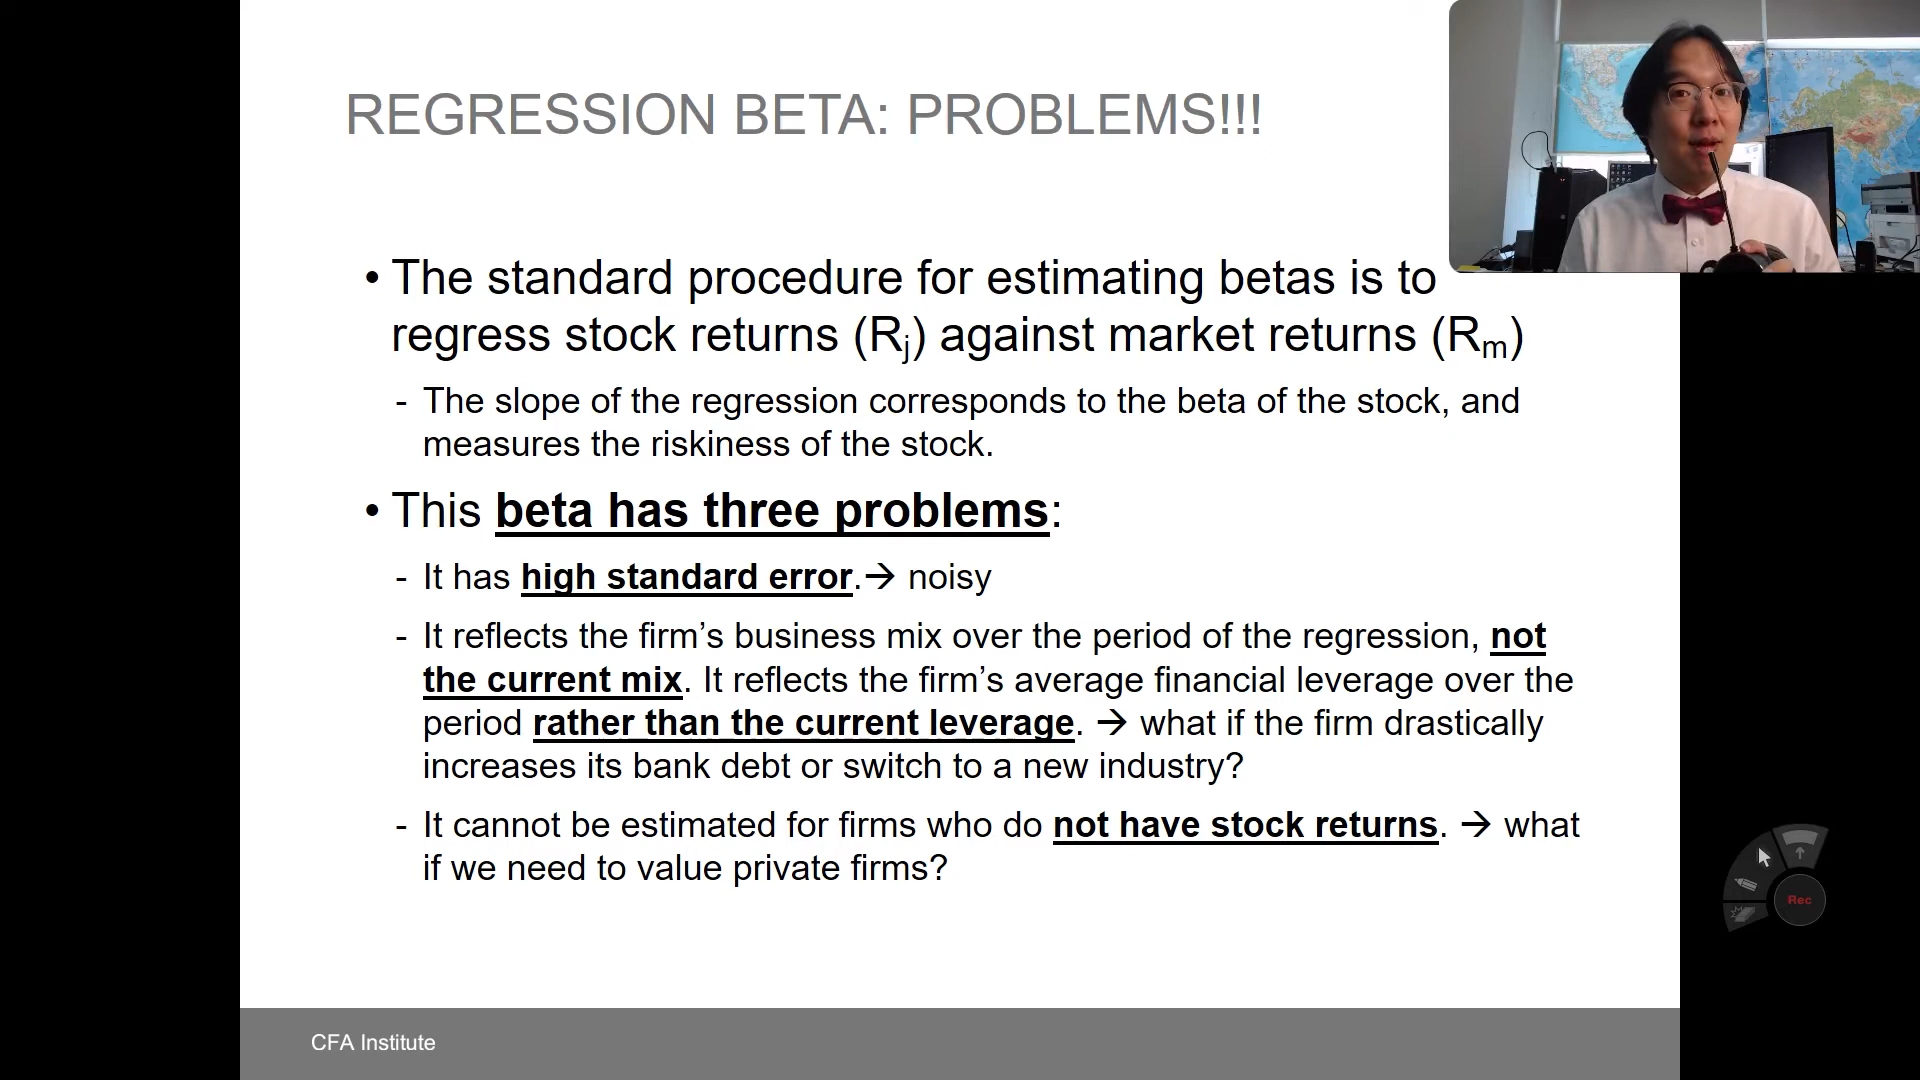 REGRESSION BETA: PROBLEMS!!!
• The standard procedure for estimating betas is to
regress stock returns (Rj) against market returns (Rm)
- The slope of the regression corresponds to the beta of the stock, and
measures the riskiness of the stock.
• This beta has three problems:
- It has high standard error.→ noisy
- It reflects the firm’s business mix over the period of the regression, not
the current mix. It reflects the firm’s average financial leverage over the
period rather than the current leverage. → what if the firm drastically
increases its bank debt or switch to a new industry?
- It cannot be estimated for firms who do not have stock returns. → what
if we need to value private firms?
Rec
CFA Institute